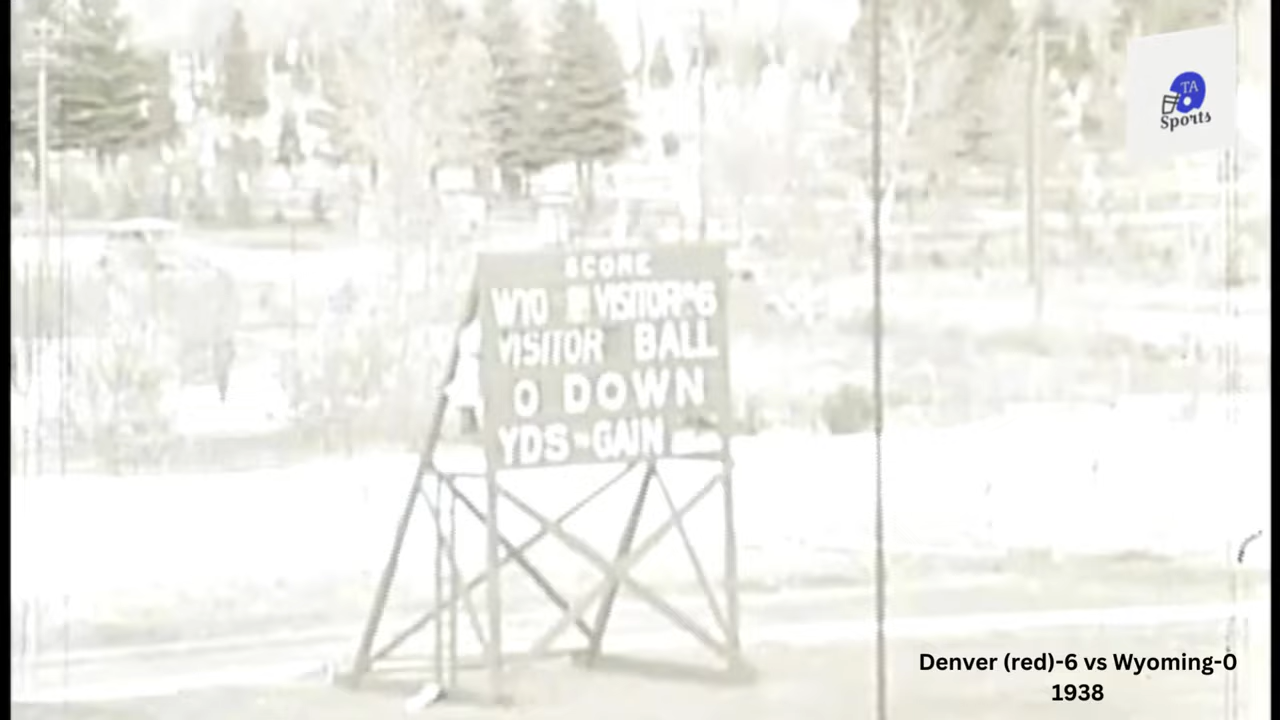 TA
Sports
SCORE
WYO VISITOR 6
VISITOR BALL
0 DOWN
YDS-GAIN
Denver (red)-6 vs Wyoming-0
1938